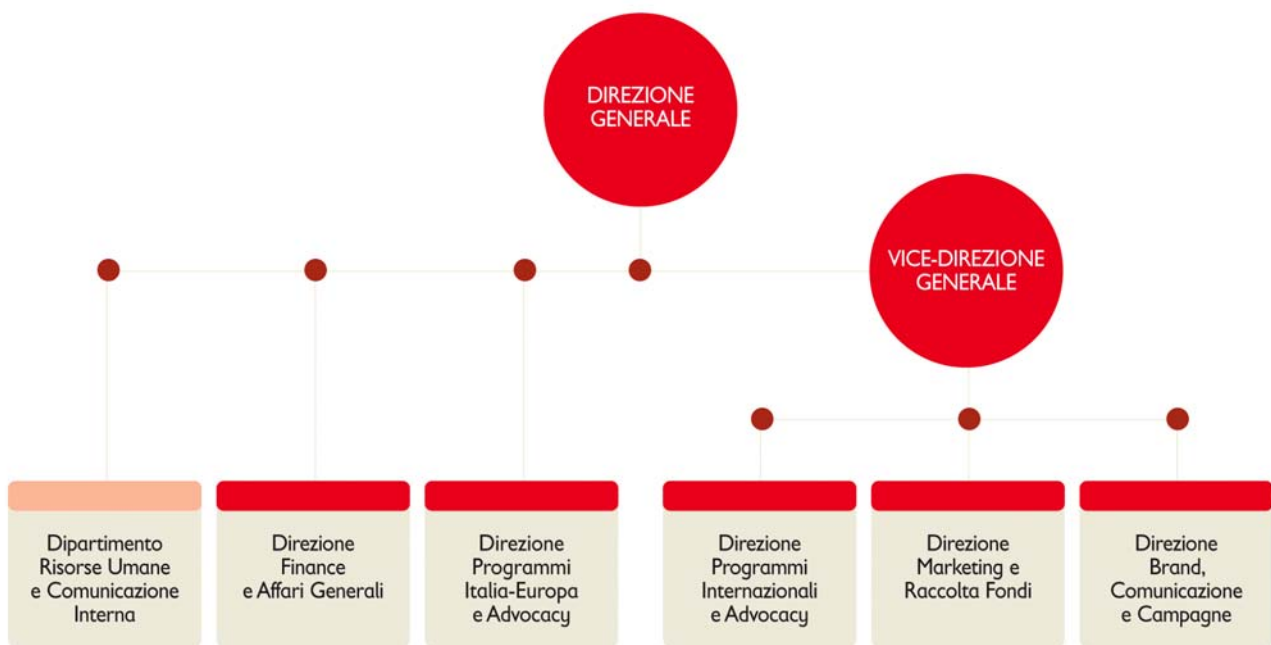 DIREZIONE
GENERALE
VICE-DIREZIONE
GENERALE
Dipartimento
Risorse Umane
e Comunicazione
Interna
Direzione
Finance
e Affari Generali
Direzione
Programmi
Italia-Europa
e Advocacy
Direzione
Programmi
Internazionali
e Advocacy
Direzione
Marketing e
Raccolta Fondi
Direzione
Brand,
Comunicazione
e Campagne